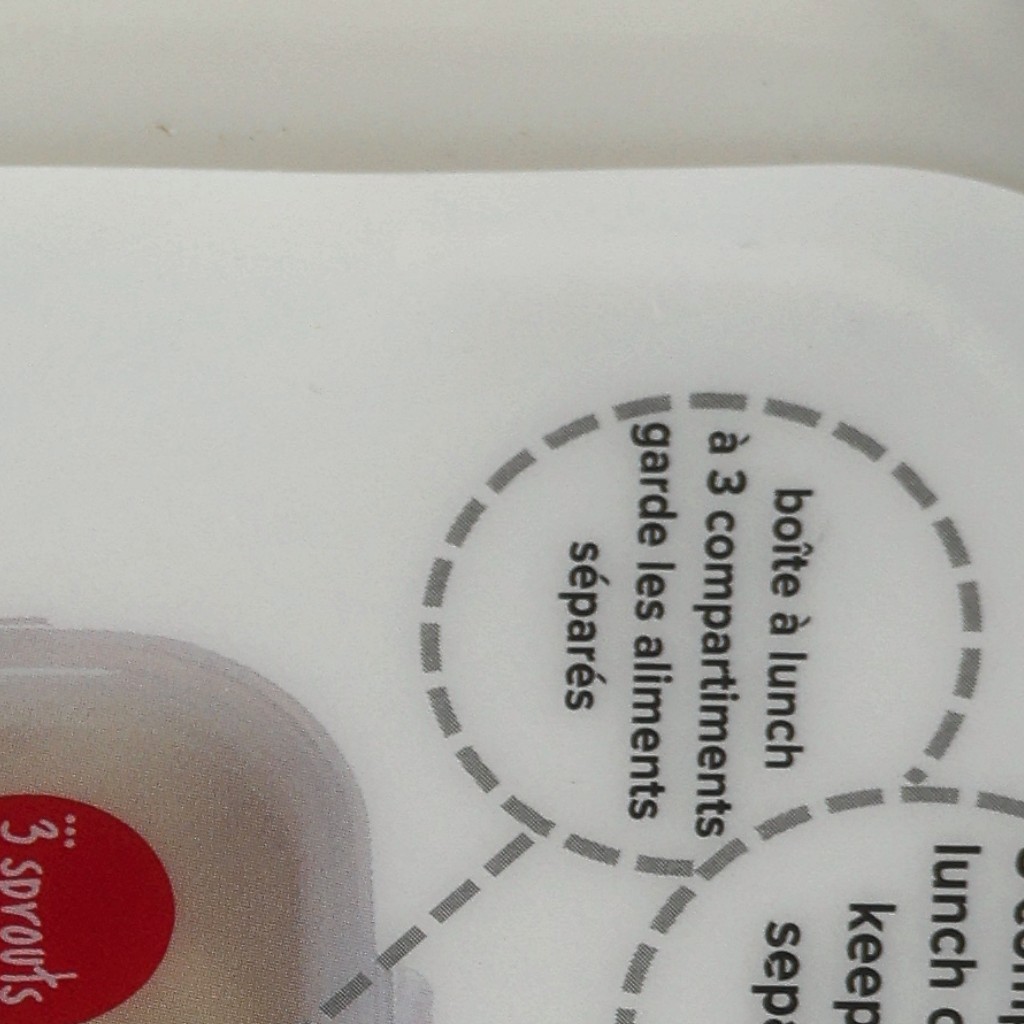 boîte à lunch
à 3 compartiments
garde les aliments
séparés
lunch
keep
3 sprouts